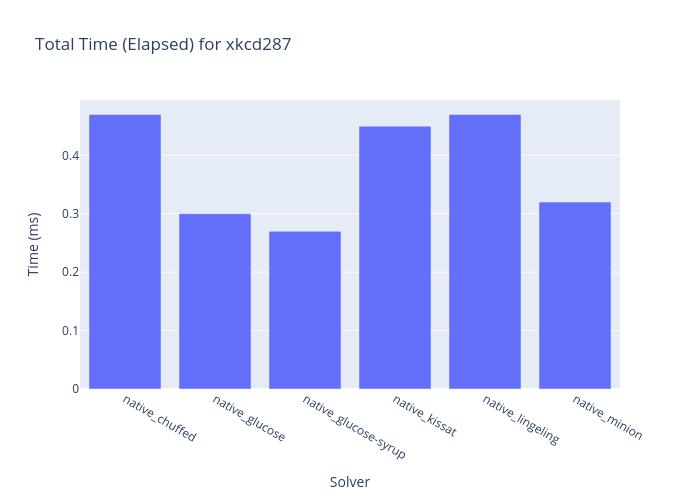 Total Time (Elapsed) for xkcd287
Time (ms)
0.4
0.3
0.2
0.1
0
native_chuffed
native_glucose
native_glucose-syrup
native_kissat
native_lingeling
native_minion
Solver